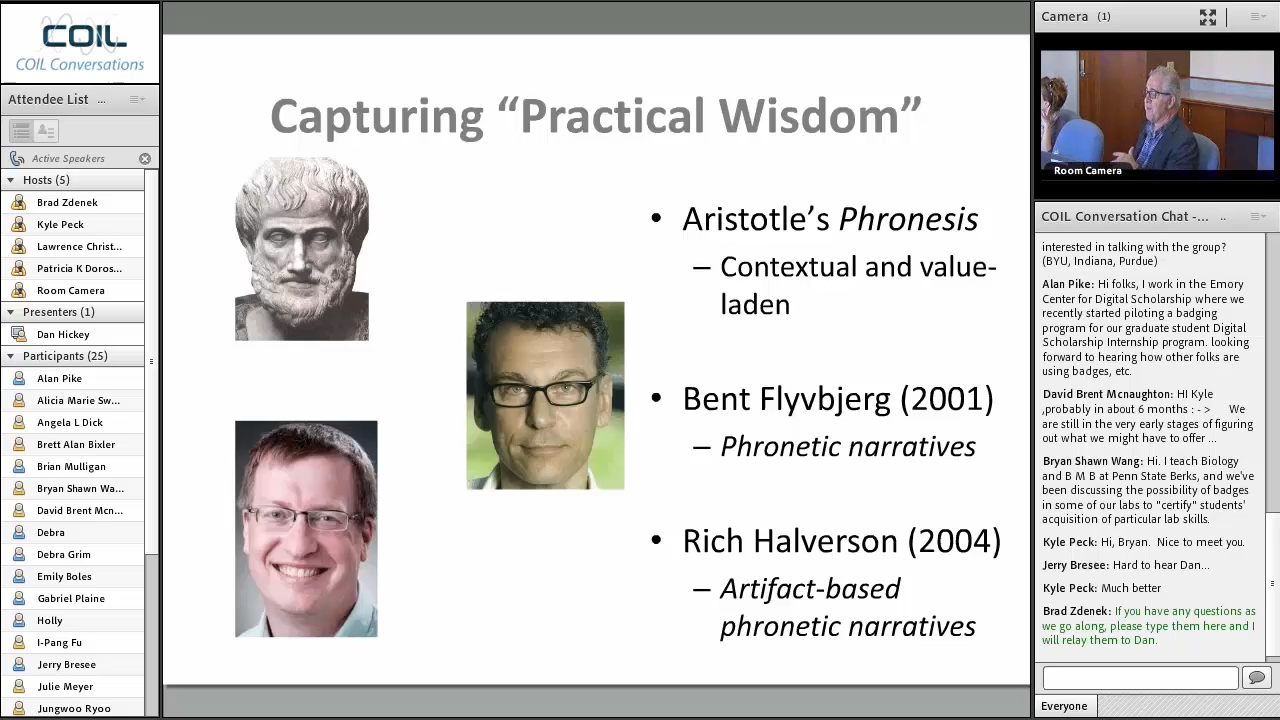 COIL
COIL Conversations
Attendee List ...
Active Speakers
Hosts (5)
Brad Zdenek
Kyle Peck
Lawrence Christ...
Patricia K Doros...
Room Camera
Presenters (1)
Dan Hickey
Participants (25)
Alan Pike
Alicia Marie Sw...
Angela L Dick
Brett Alan Bixler
Brian Mulligan
Bryan Shawn Wa...
David Brent Mcn...
Debra
Debra Grim
Emily Boles
Gabriel Plaine
Holly
I-Pang Fu
Jerry Bresee
Julie Meyer
Jungwoo Ryoo
Capturing “Practical Wisdom”
• Aristotle’s Phronesis
– Contextual and value-
laden
• Bent Flyvbjerg (2001)
– Phronetic narratives
• Rich Halverson (2004)
– Artifact-based
phronetic narratives
Camera (1)
Room Camera
COIL Conversation Chat -... ..
interested in talking with the group?
(BYU, Indiana, Purdue)
Alan Pike: Hi folks, I work in the Emory
Center for Digital Scholarship where we
recently started piloting a badging
program for our graduate student Digital
Scholarship Internship program. looking
forward to hearing how other folks are
using badges, etc.
David Brent Mcnaughton: HI Kyle
,probably in about 6 months : - > We
are still in the very early stages of figuring
out what we might have to offer ...
Bryan Shawn Wang: Hi. I teach Biology
and B M B at Penn State Berks, and we've
been discussing the possibility of badges
in some of our labs to "certify" students'
acquisition of particular lab skills.
Kyle Peck: Hi, Bryan. Nice to meet you.
Jerry Bresee: Hard to hear Dan...
Kyle Peck: Much better
Brad Zdenek: If you have any questions as
we go along, please type them here and I
will relay them to Dan.
Everyone